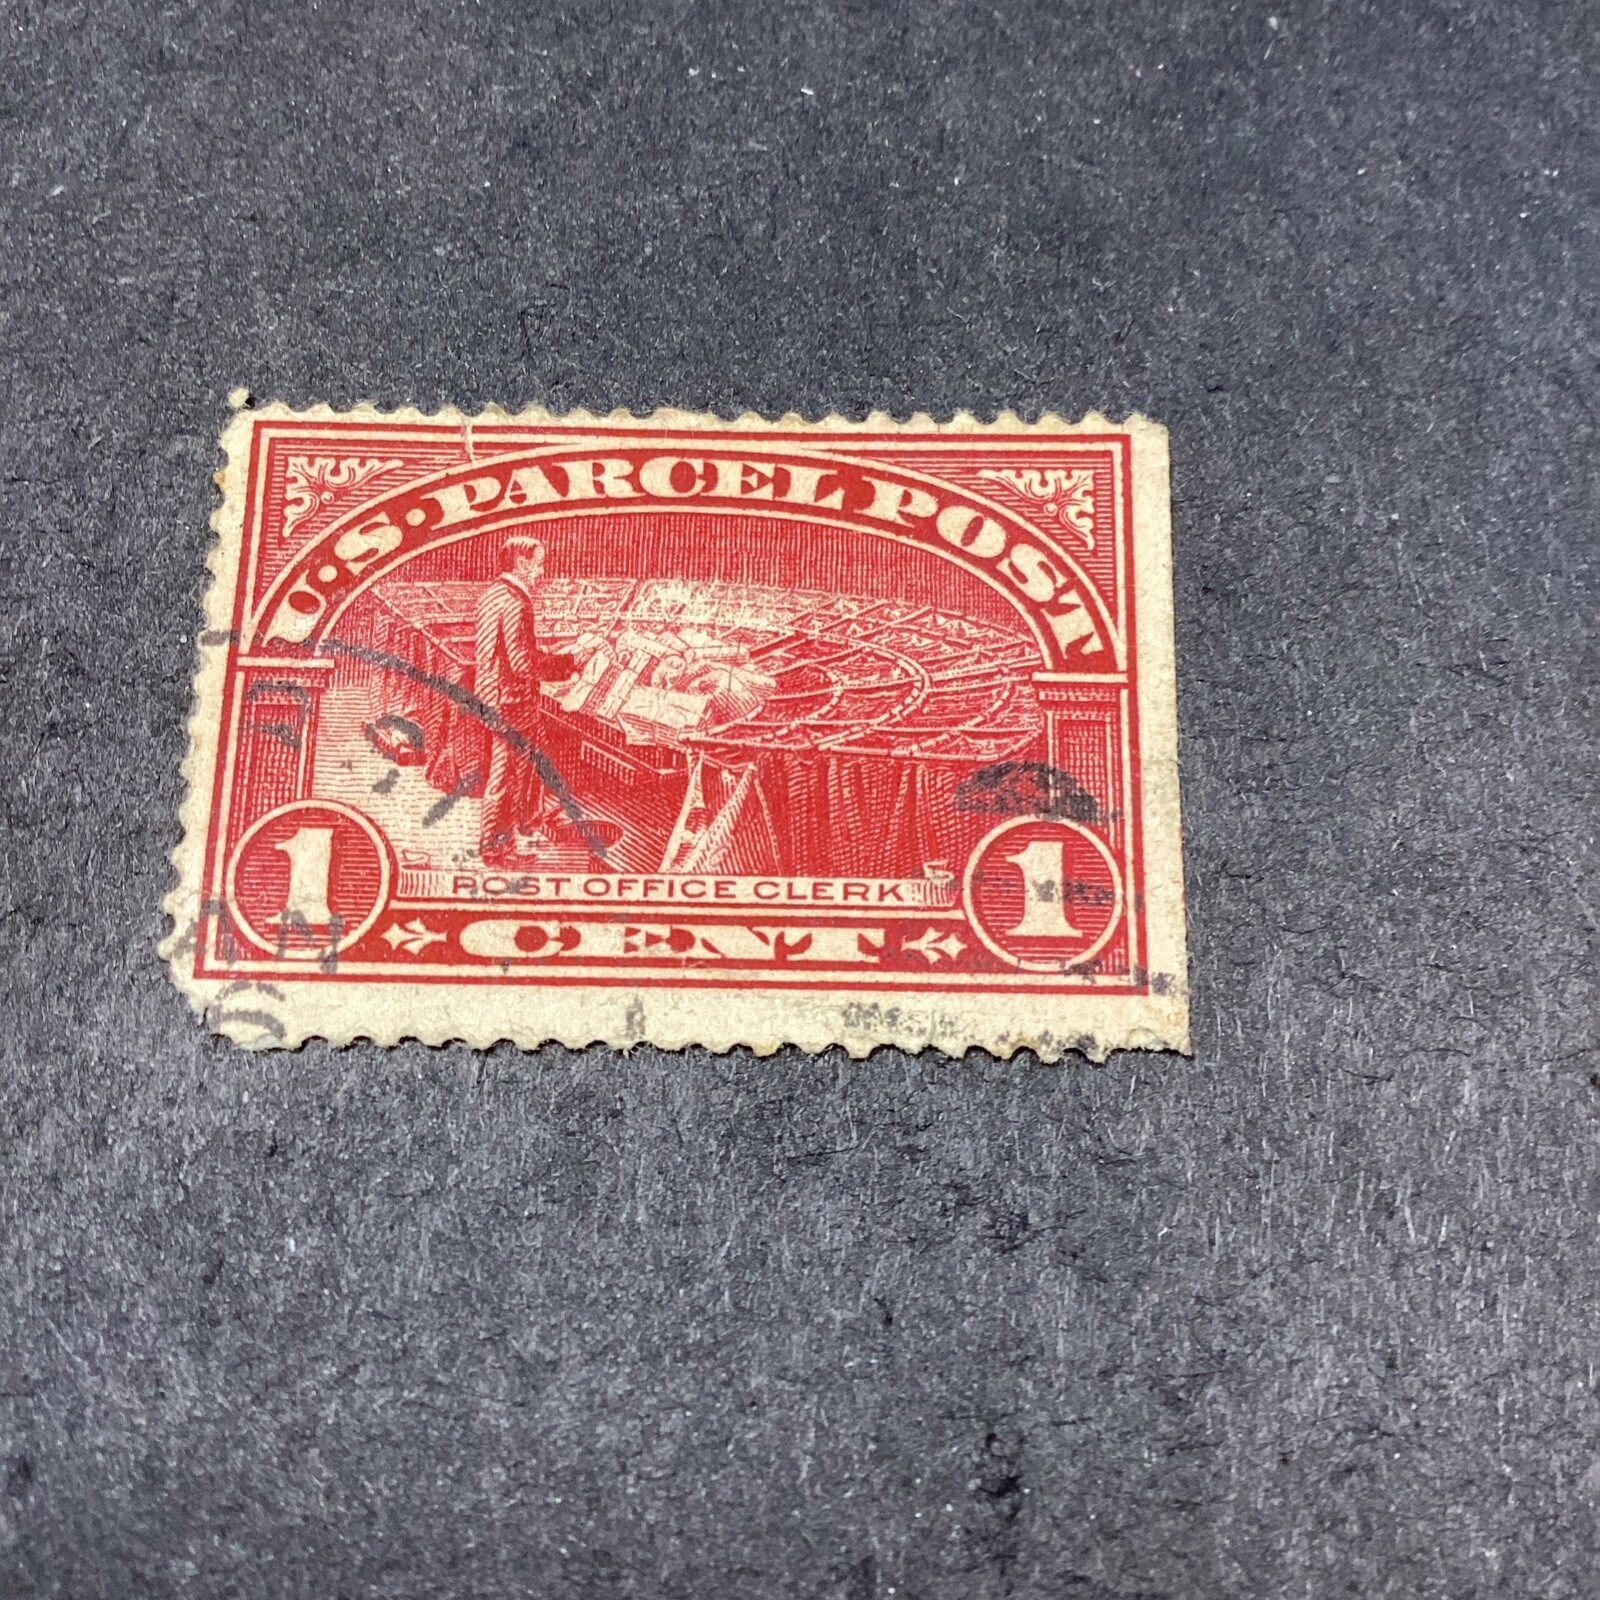 U.S. PARCEL POST
1 POST OFFICE CLERK 1
CENT